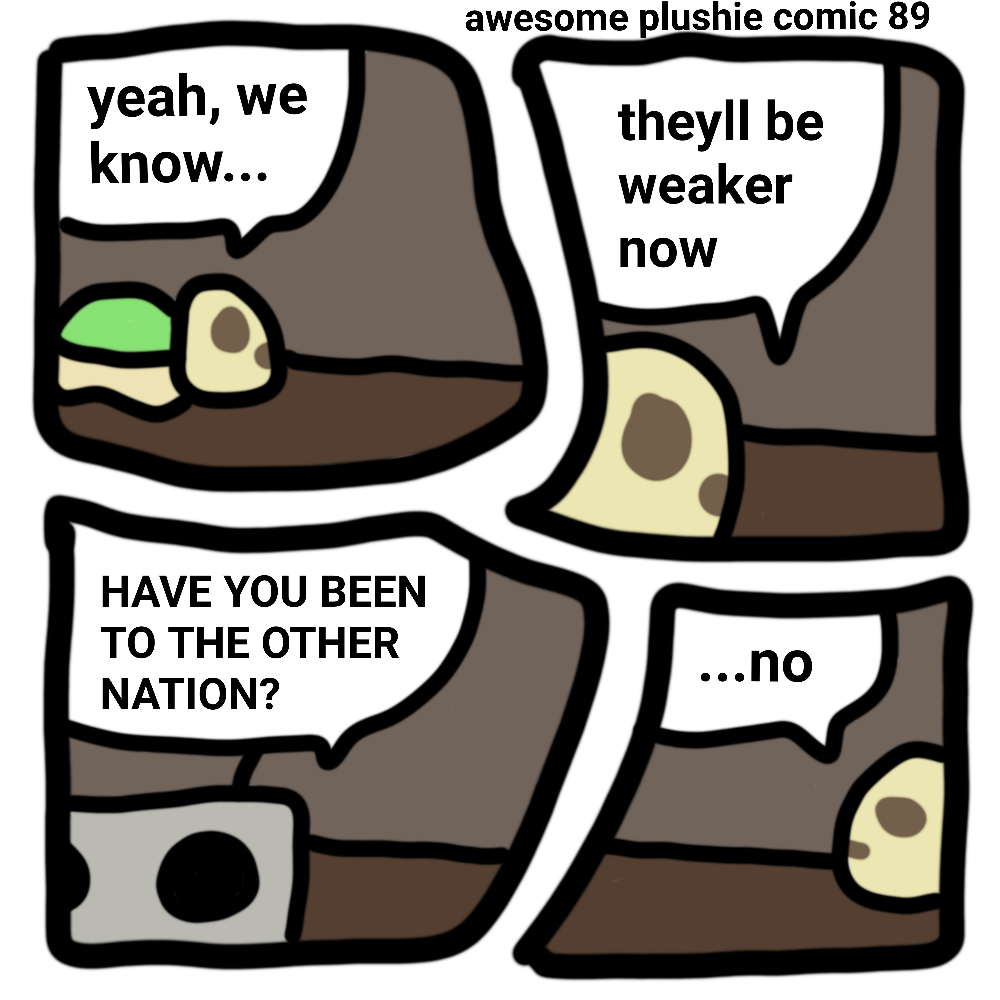 awesome plushie comic 89
yeah, we
know...
theyll be
weaker
now
HAVE YOU BEEN
TO THE OTHER
NATION?
...no